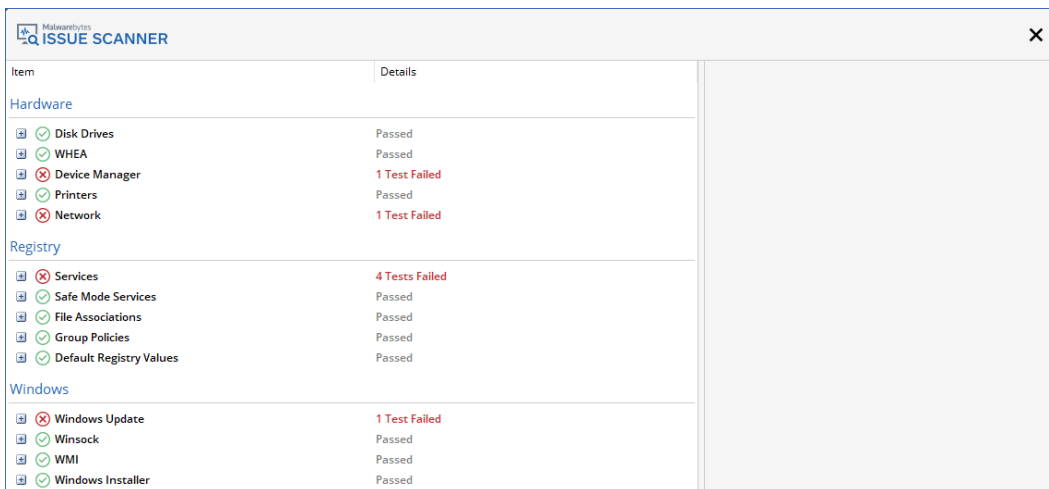 Malwarebytes
ISSUE SCANNER
Item Details
Hardware
Disk Drives Passed
WHEA Passed
Device Manager 1 Test Failed
Printers Passed
Network 1 Test Failed
Registry
Services 4 Tests Failed
Safe Mode Services Passed
File Associations Passed
Group Policies Passed
Default Registry Values Passed
Windows
Windows Update 1 Test Failed
Winsock Passed
WMI Passed
Windows Installer Passed